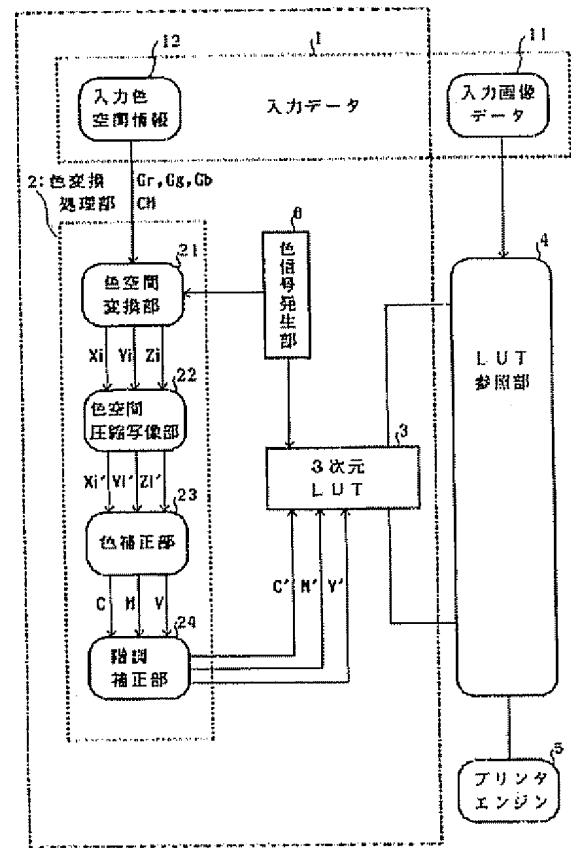 12
1
11
入力色
空間情報
入力データ
入力画像
データ
2:色変換
処理部
Gr,Gg,Gb
CM
21
色空間
変換部
6
色信号発生部
4
LUT
参照部
Xi Yi Zi
22
色空間
圧縮写像部
3
3次元
LUT
Xi' Yi' Zi'
23
色補正部
C M Y
C' M' Y'
24
階調
補正部
5
プリンタ
エンジン